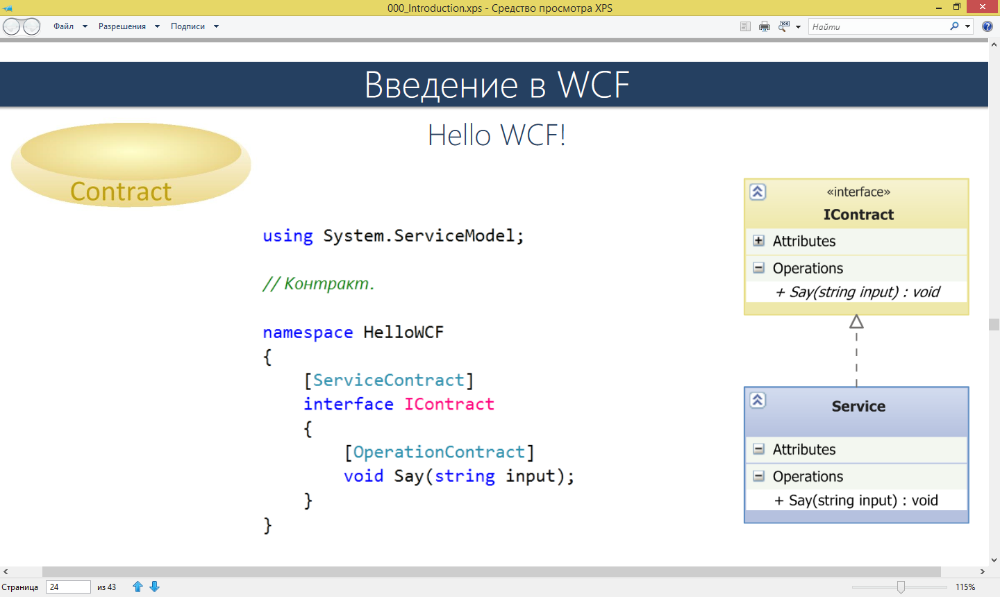 000_Introduction.xps - Средство просмотра XPS
Файл Разрешения Подписи 100 Найти
Введение в WCF
Hello WCF!
Contract
using System.ServiceModel;
// Контракт.
namespace HelloWCF
{
[ServiceContract]
interface IContract
{
[OperationContract]
void Say(string input);
}
}
«interface»
IContract
Attributes
Operations
+ Say(string input) : void
Service
Attributes
Operations
+ Say(string input) : void
Страница 24 из 43 115%